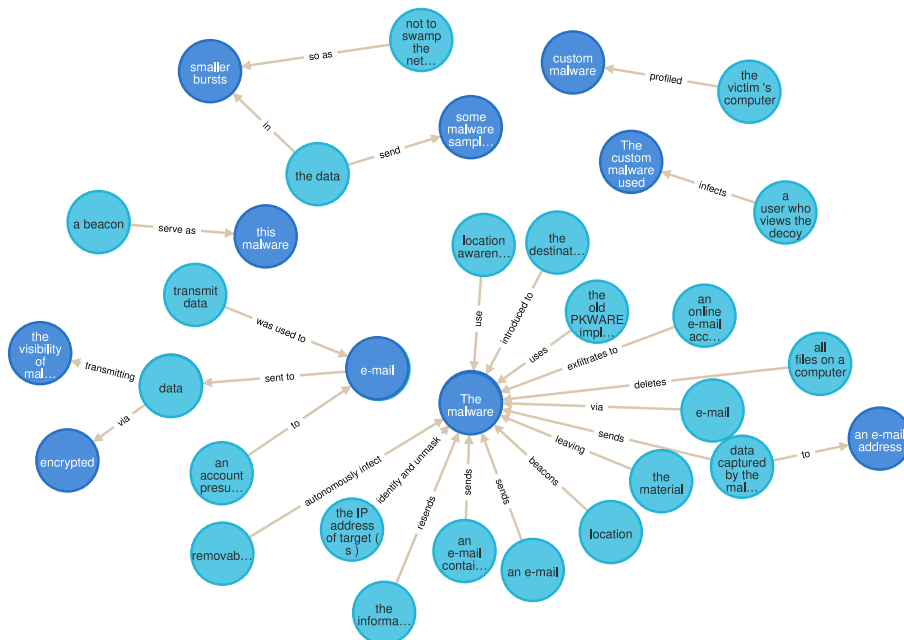 not to
swamp
the
net…
so as
smaller
bursts
in
the data
send
some
malware
sampl…
custom
malware
profiled
the
victim 's
computer
The
custom
malware
used
infects
a
user who
views the
decoy
a beacon
serve as
this
malware
location
awaren…
use
the
destinat…
introduced to
the
old
PKWARE
impl…
uses
an
online
e-mail
acc…
exfiltrates to
all
files on a
computer
deletes
transmit
data
was used to
e-mail
the
visibility
of
mal…
transmitting
data
sent to
via
encrypted
to
an
account
presu…
The
malware
via
e-mail
sends
data
captured
by the
mal…
to
an e-mail
address
leaving
the
material
beacons
location
autonomously infect
removab…
identify and unmask
the IP
address
of target (
s )
resends
the
informa…
sends
an
e-mail
contai…
sends
an e-mail